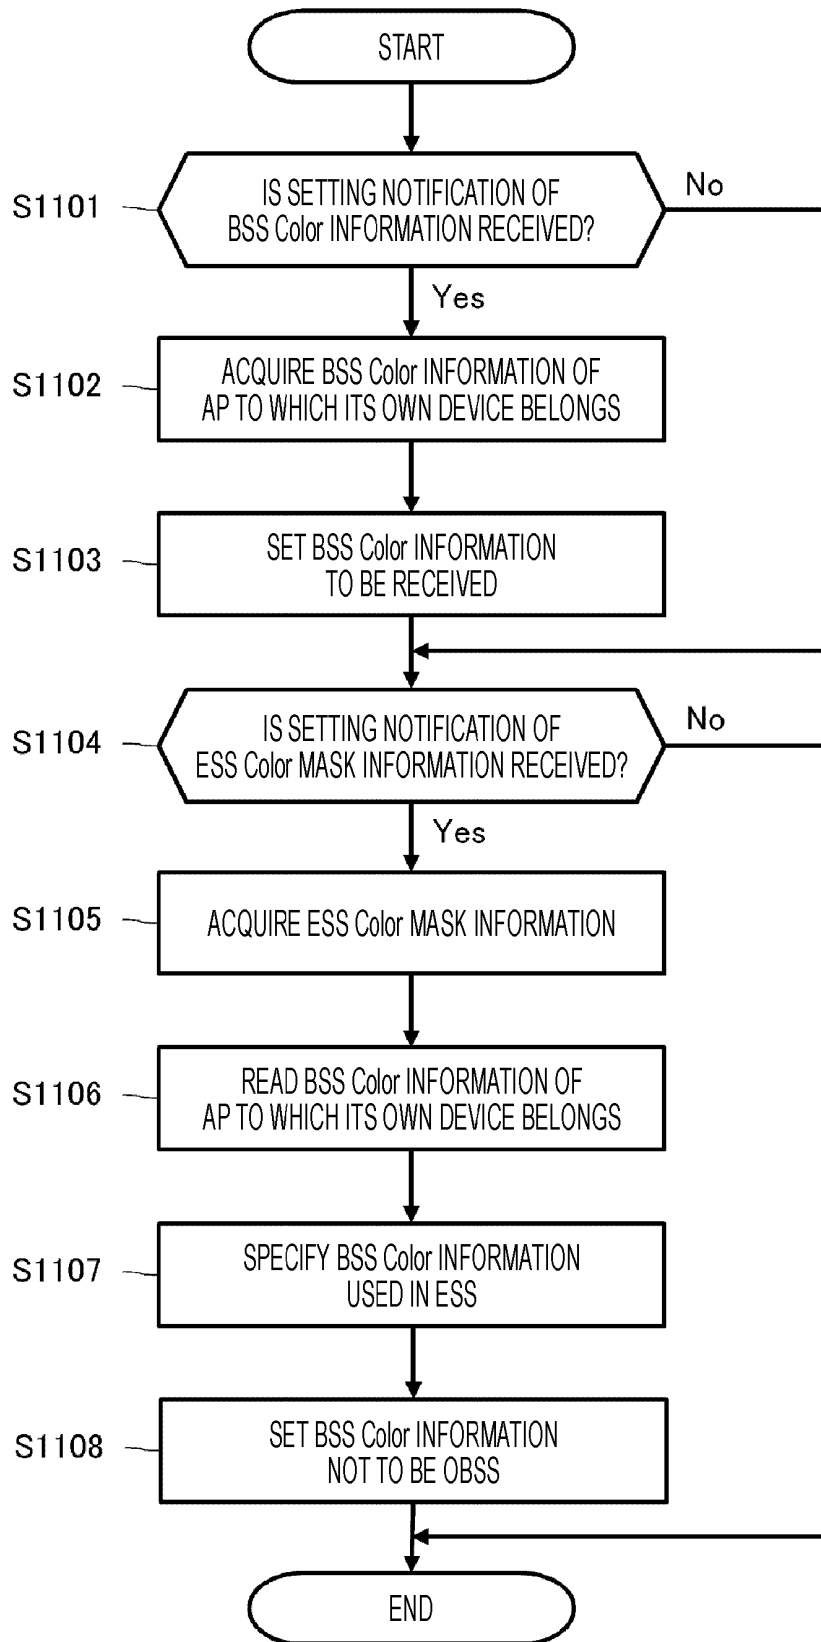 START
S1101
IS SETTING NOTIFICATION OF
BSS Color INFORMATION RECEIVED?
No
Yes
S1102
ACQUIRE BSS Color INFORMATION OF
AP TO WHICH ITS OWN DEVICE BELONGS
S1103
SET BSS Color INFORMATION
TO BE RECEIVED
S1104
IS SETTING NOTIFICATION OF
ESS Color MASK INFORMATION RECEIVED?
No
Yes
S1105
ACQUIRE ESS Color MASK INFORMATION
S1106
READ BSS Color INFORMATION OF
AP TO WHICH ITS OWN DEVICE BELONGS
S1107
SPECIFY BSS Color INFORMATION
USED IN ESS
S1108
SET BSS Color INFORMATION
NOT TO BE OBSS
END